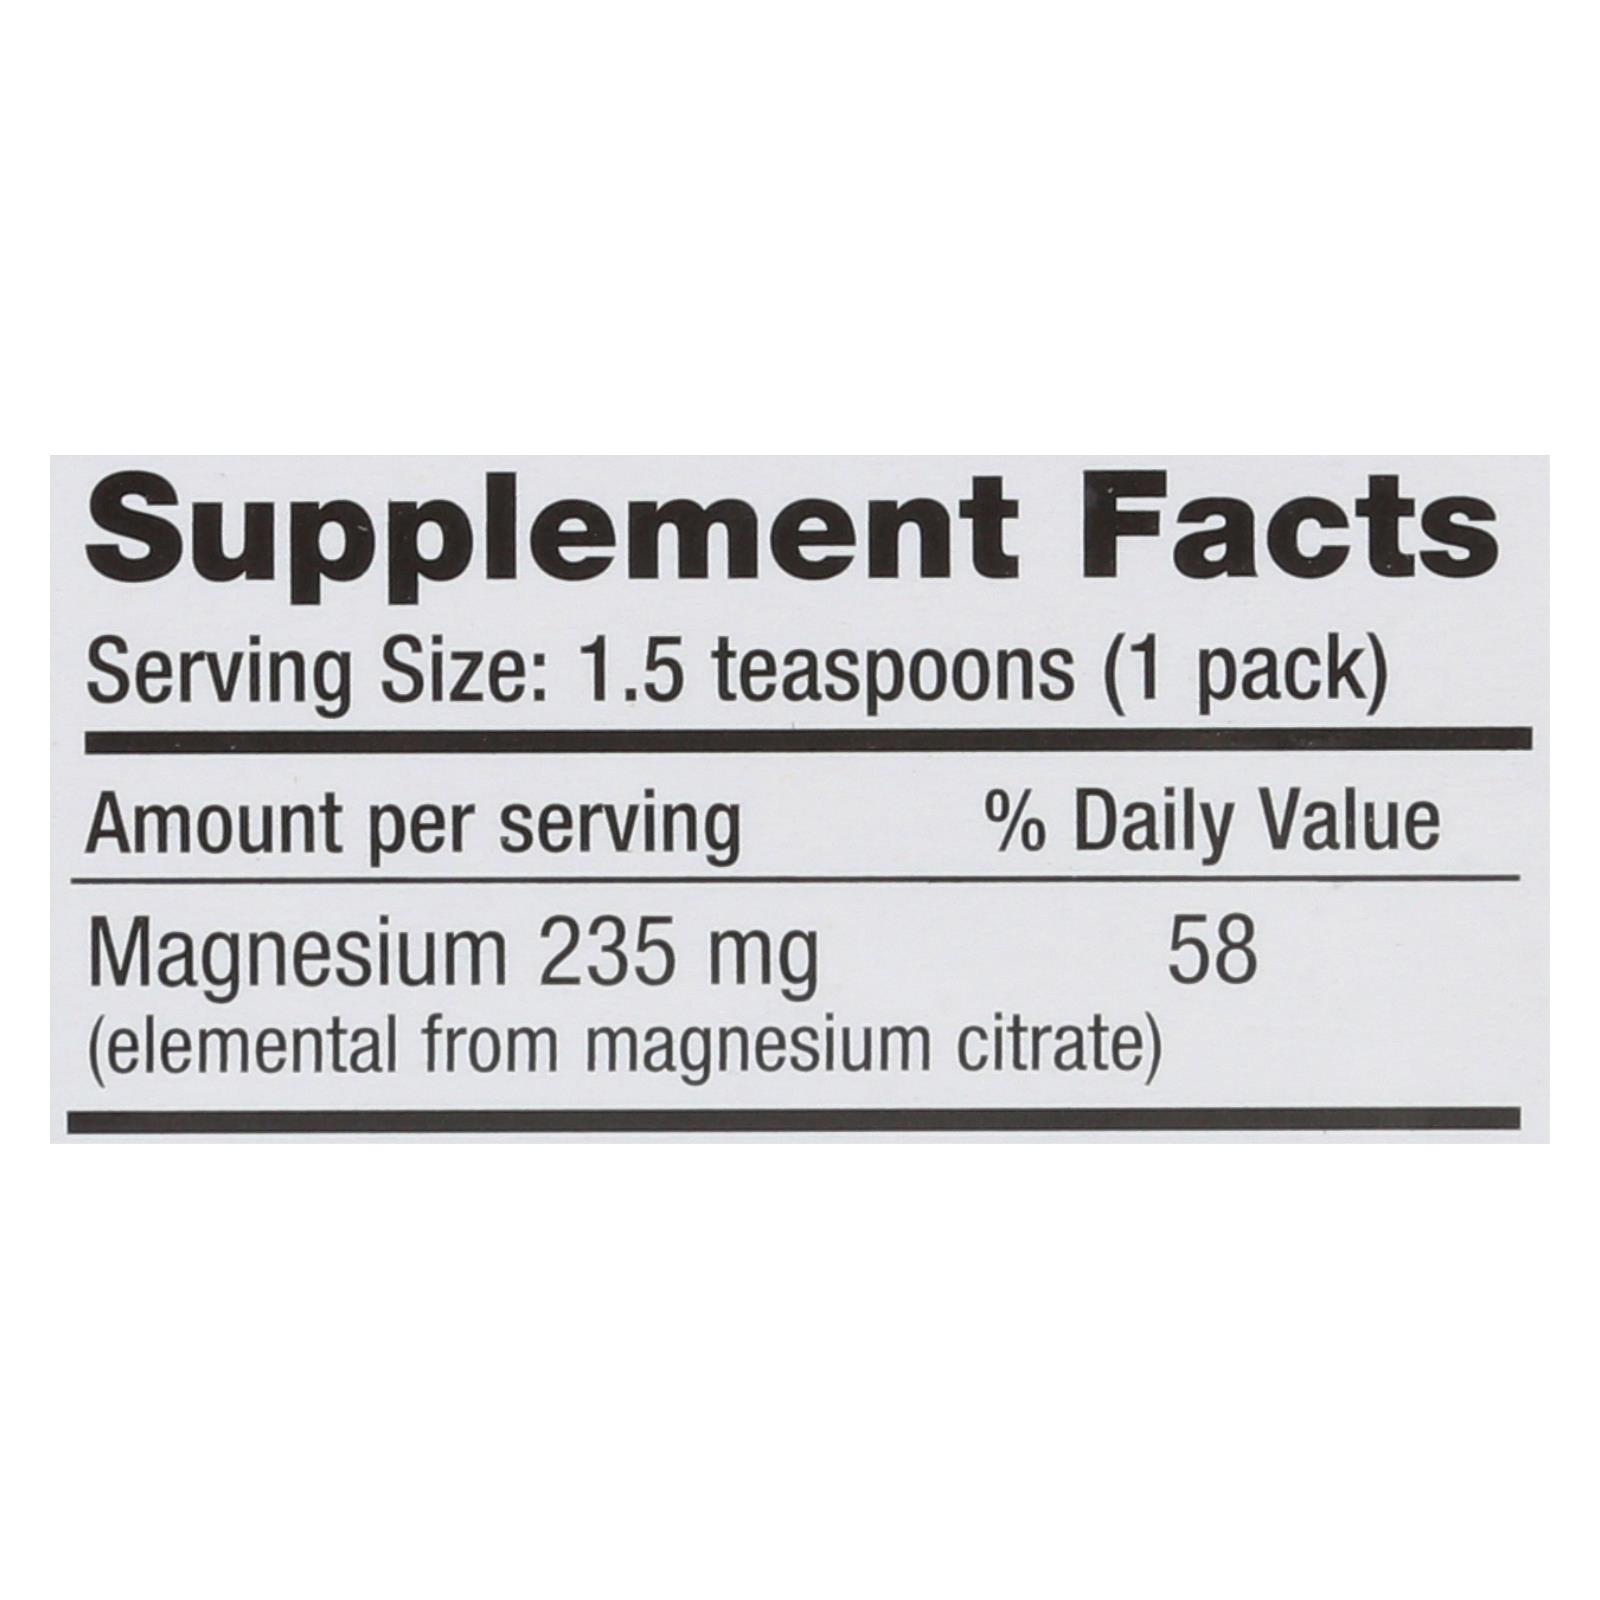 Supplement Facts
Serving Size: 1.5 teaspoons (1 pack)
Amount per serving % Daily Value
Magnesium 235 mg 58
(elemental from magnesium citrate)